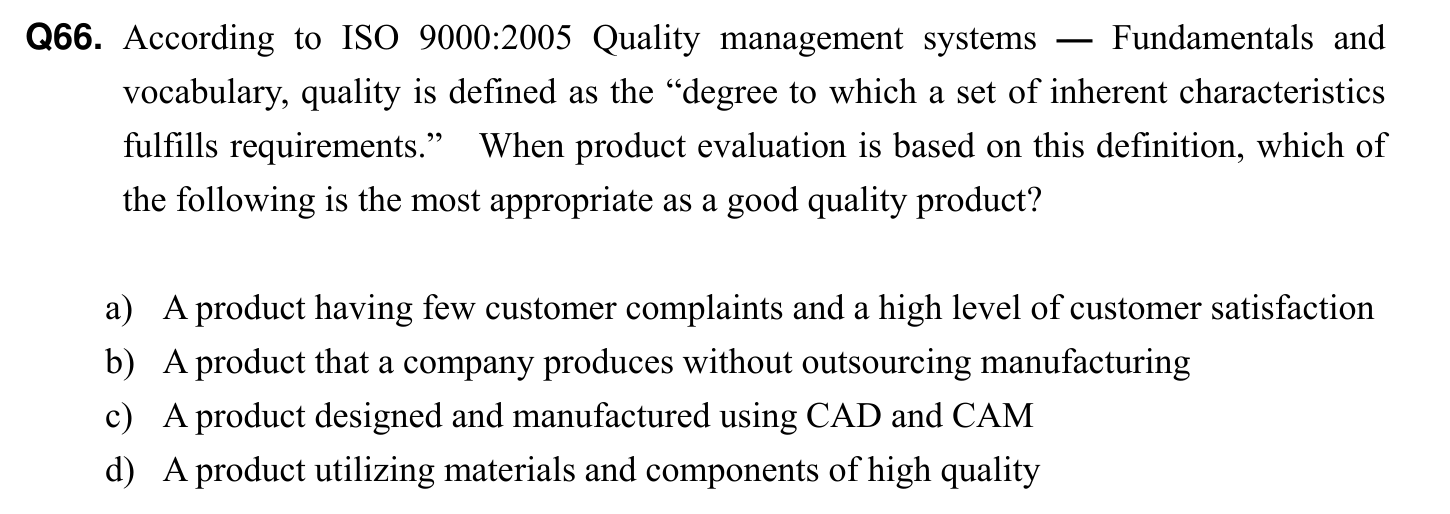 Q66. According to ISO 9000:2005 Quality management systems — Fundamentals and
vocabulary, quality is defined as the “degree to which a set of inherent characteristics
fulfills requirements.” When product evaluation is based on this definition, which of
the following is the most appropriate as a good quality product?
a) A product having few customer complaints and a high level of customer satisfaction
b) A product that a company produces without outsourcing manufacturing
c) A product designed and manufactured using CAD and CAM
d) A product utilizing materials and components of high quality